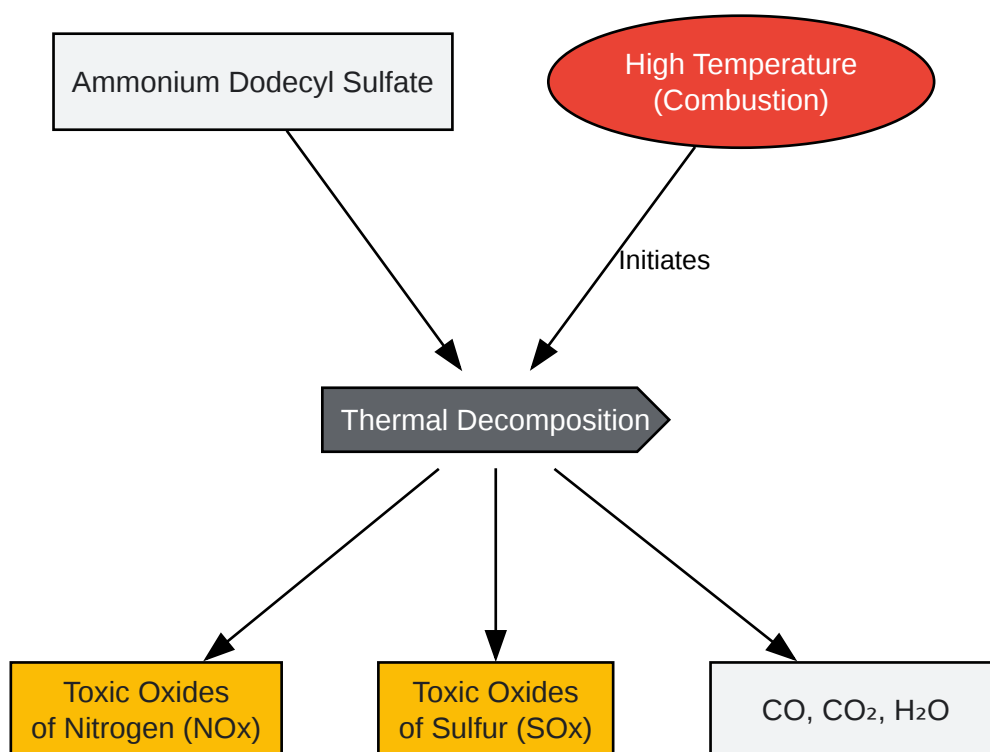 Ammonium Dodecyl Sulfate
High Temperature
(Combustion)
Initiates
Thermal Decomposition
Toxic Oxides
of Nitrogen (NOx)
Toxic Oxides
of Sulfur (SOx)
CO, CO₂, H₂O